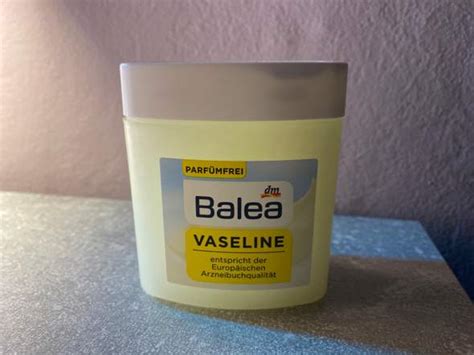 PARFÜMFREI
dm
Balea
VASELINE
entspricht der
Europäischen
Arzneibuchqualität